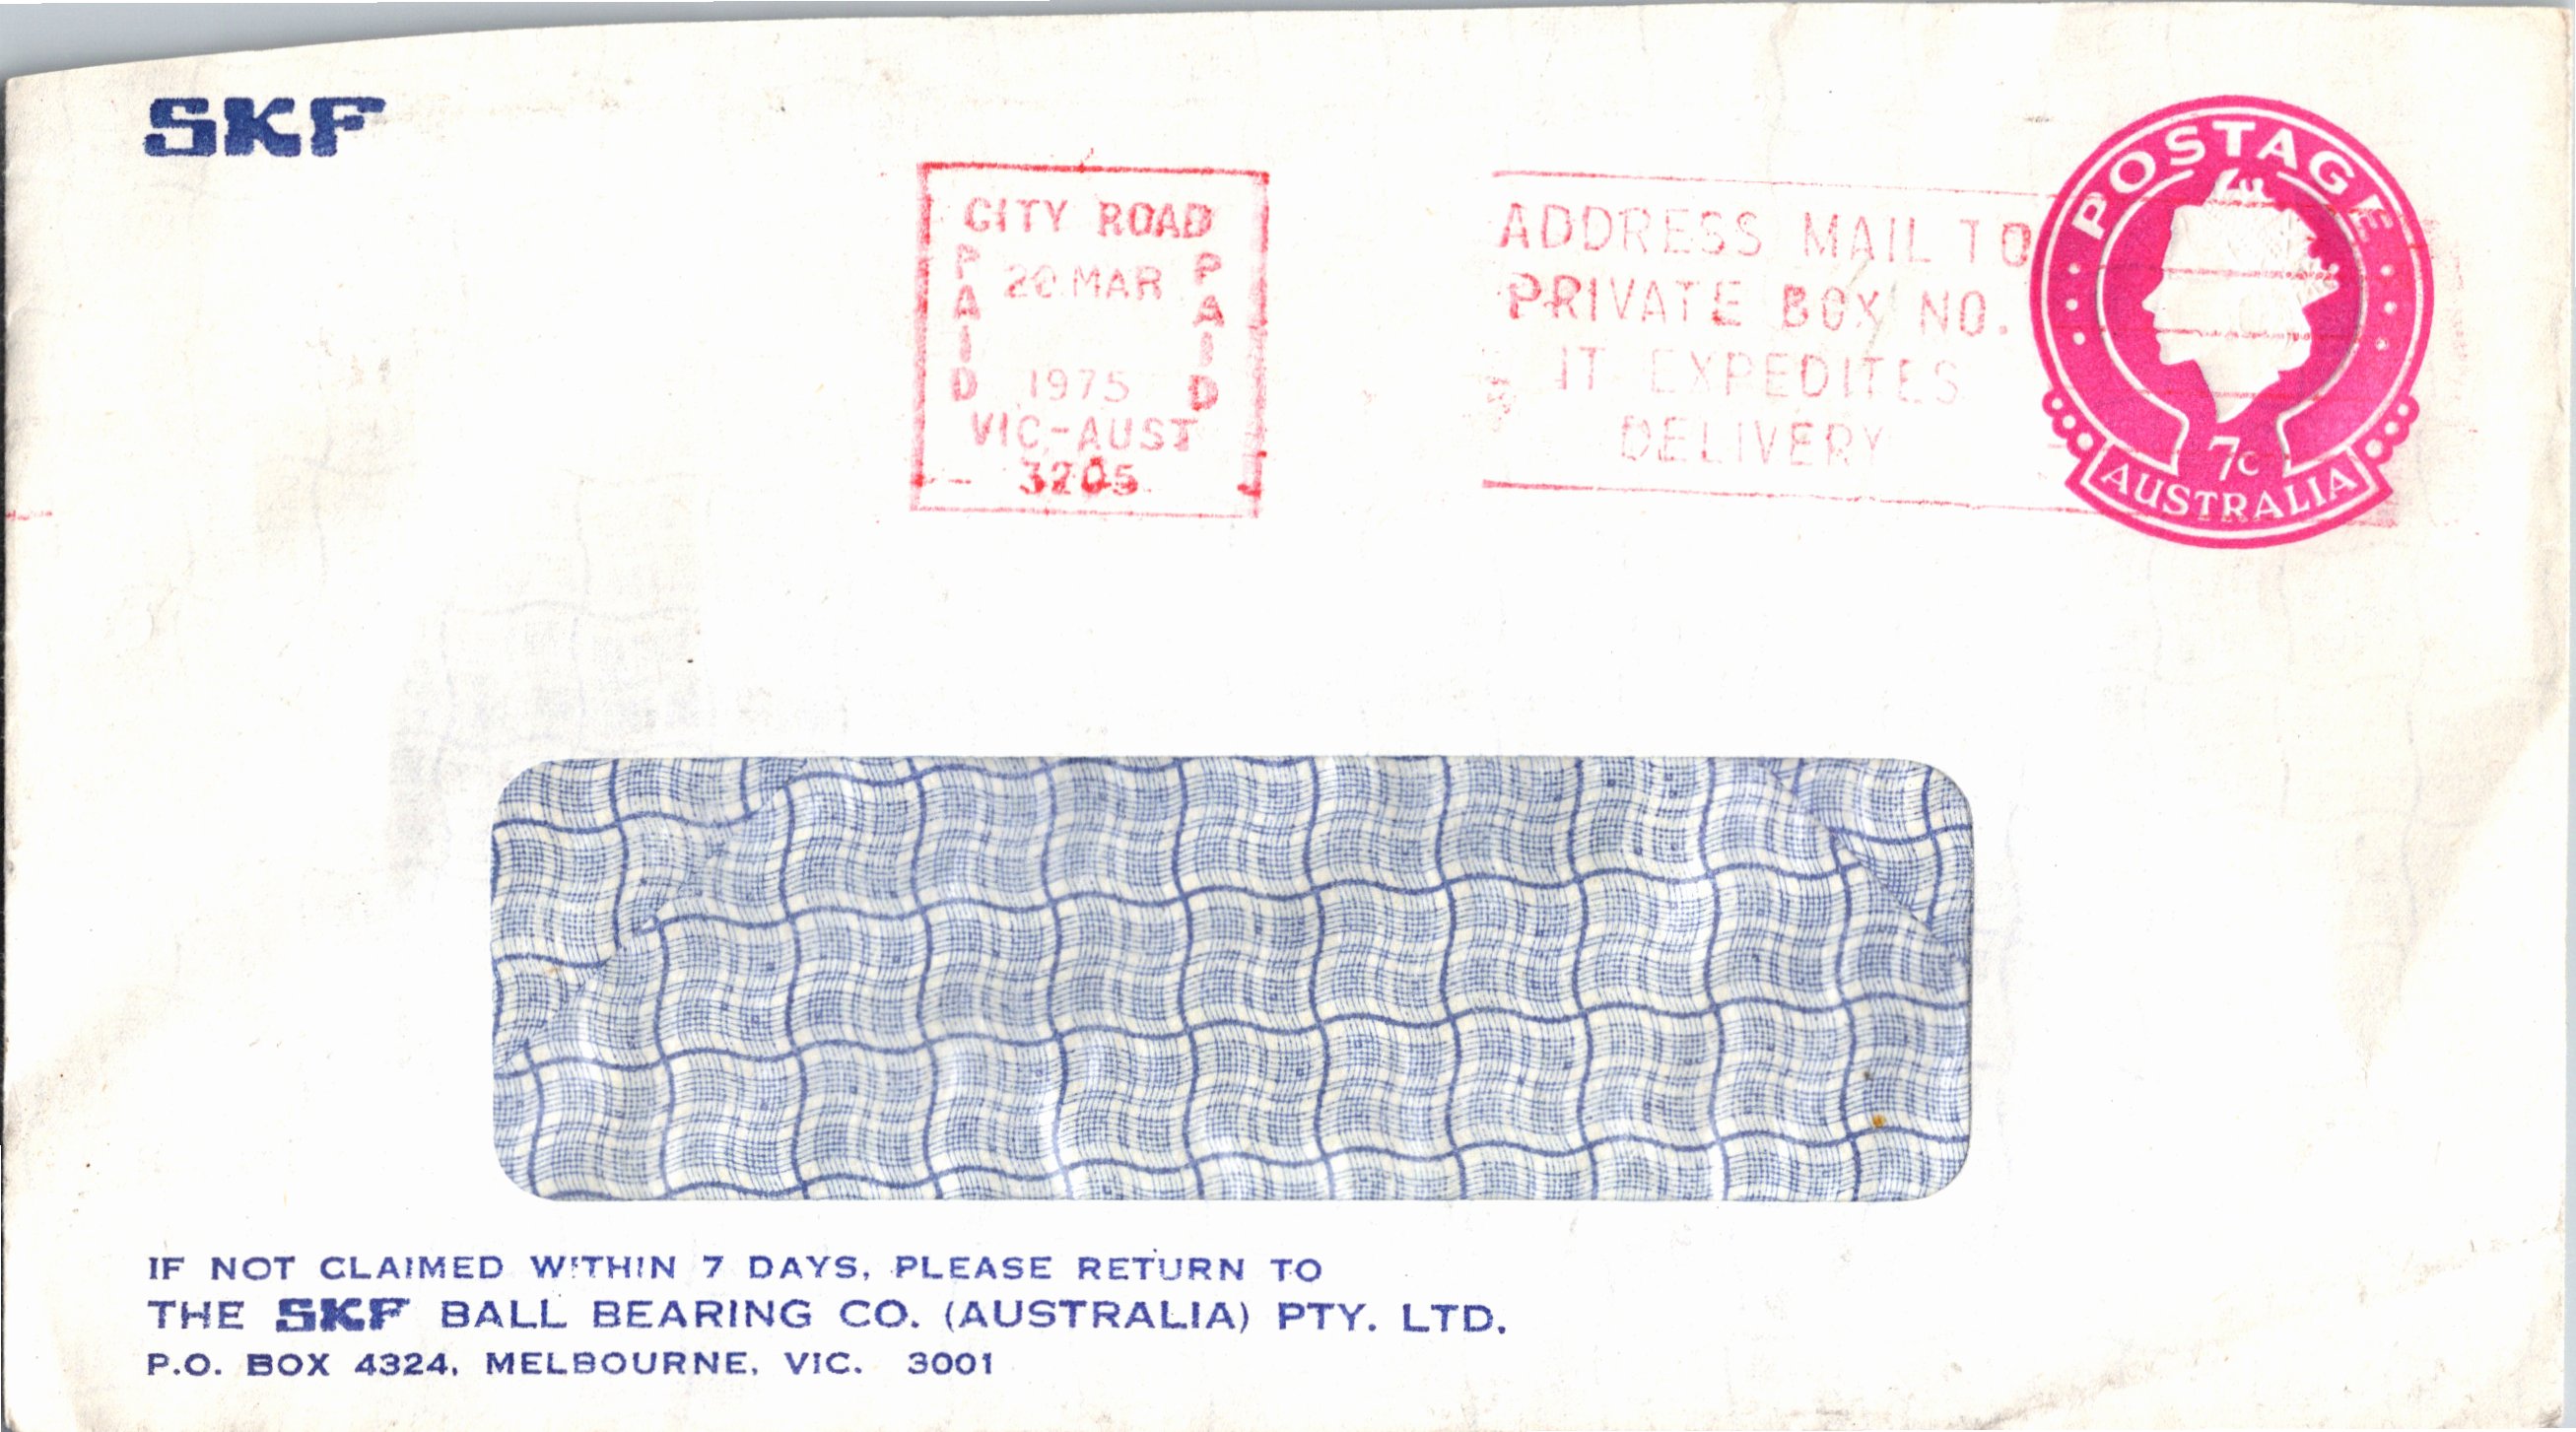 SKF
CITY ROAD
PAID
20 MAR
PAID
1975
VIC-AUST
3205
ADDRESS MAIL TO
PRIVATE BOX NO.
IT EXPEDITES
DELIVERY
POSTAGE
7c
AUSTRALIA
IF NOT CLAIMED WITHIN 7 DAYS, PLEASE RETURN TO
THE SKF BALL BEARING CO. (AUSTRALIA) PTY. LTD.
P.O. BOX 4324, MELBOURNE, VIC. 3001